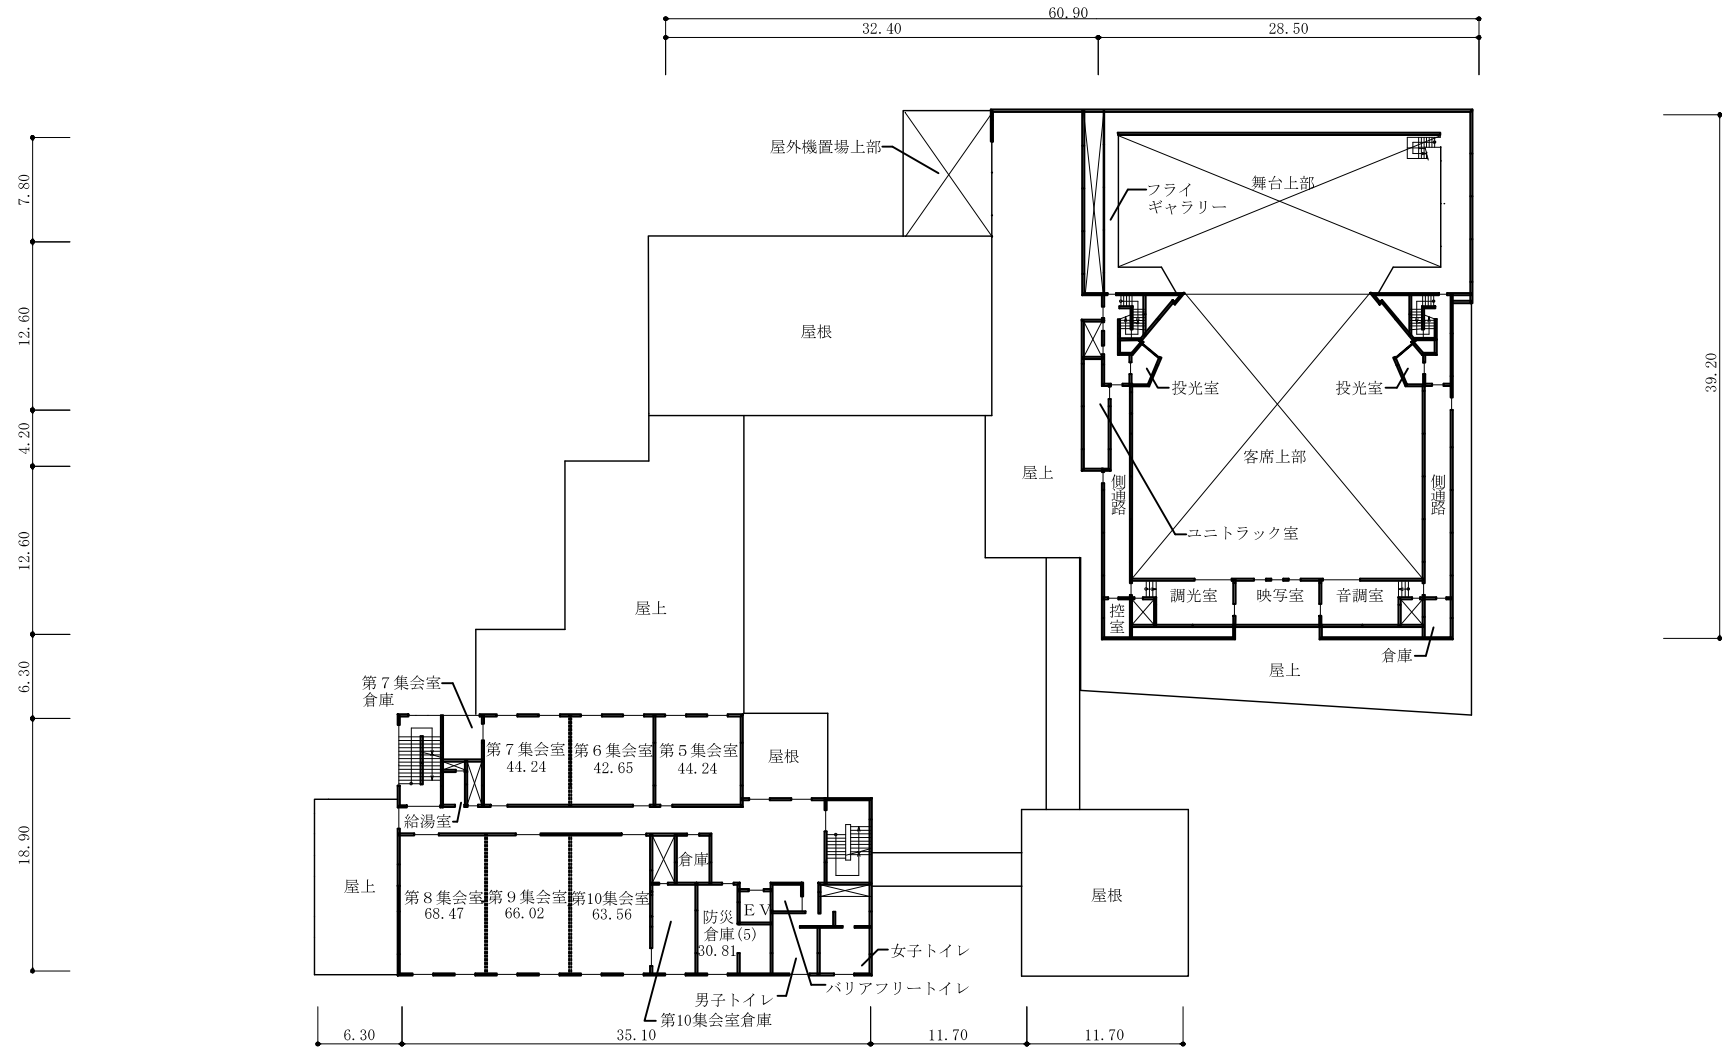 60.90
32.40
28.50
7.80
12.60
4.20
12.60
6.30
18.90
39.20
屋外機置場上部
フライ
ギャラリー
舞台上部
屋根
投光室
投光室
客席上部
屋上
側通路
側通路
ユニトラック室
調光室
映写室
音調室
控室
倉庫
屋上
屋上
第７集会室
倉庫
第７集会室
44.24
第６集会室
42.65
第５集会室
44.24
屋根
給湯室
屋上
第８集会室
68.47
第９集会室
66.02
第10集会室
63.56
倉庫
防災
倉庫(5)
30.81
ＥＶ
屋根
女子トイレ
バリアフリートイレ
男子トイレ
第10集会室倉庫
6.30
35.10
11.70
11.70